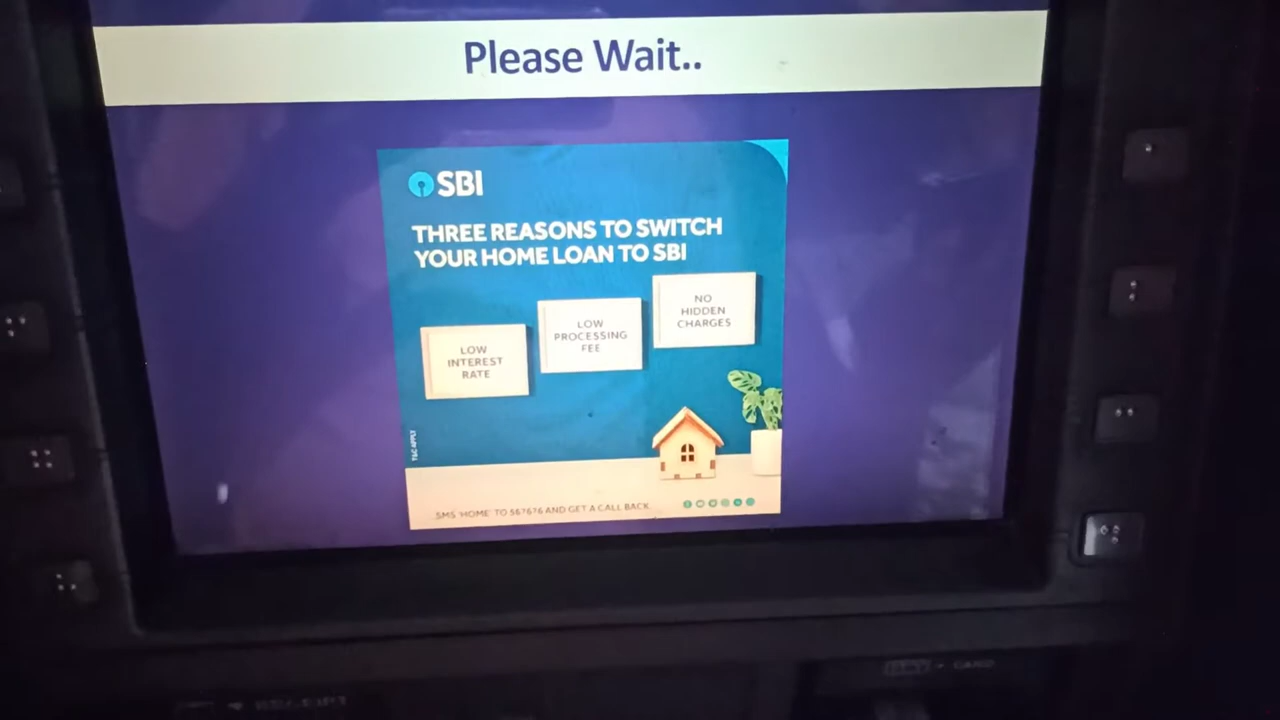 Please Wait..
SBI
THREE REASONS TO SWITCH
YOUR HOME LOAN TO SBI
NO
HIDDEN
CHARGES
LOW
PROCESSING
FEE
LOW
INTEREST
RATE
T&C APPLY
SMS 'HOME' TO 567676 AND GET A CALL BACK.
CARD